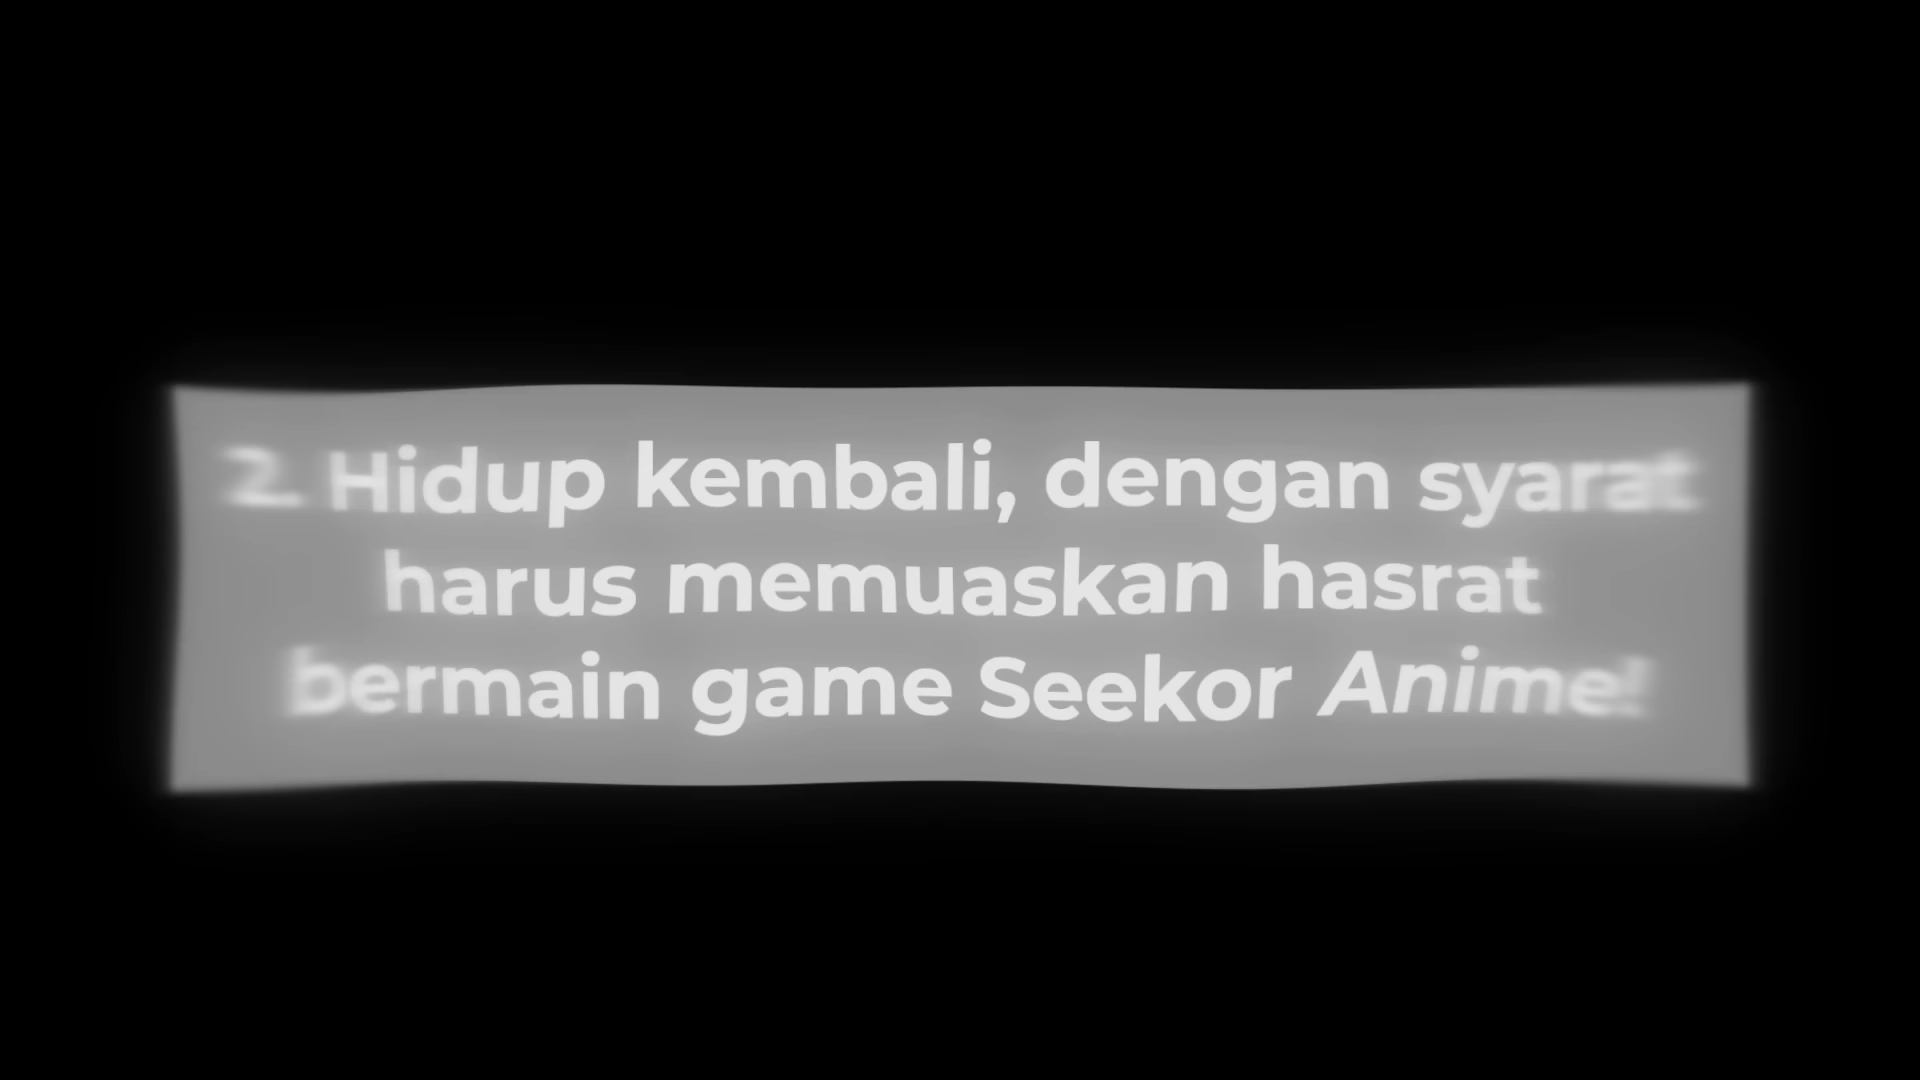 2. Hidup kembali, dengan syarat
harus memuaskan hasrat
bermain game Seekor Anime!